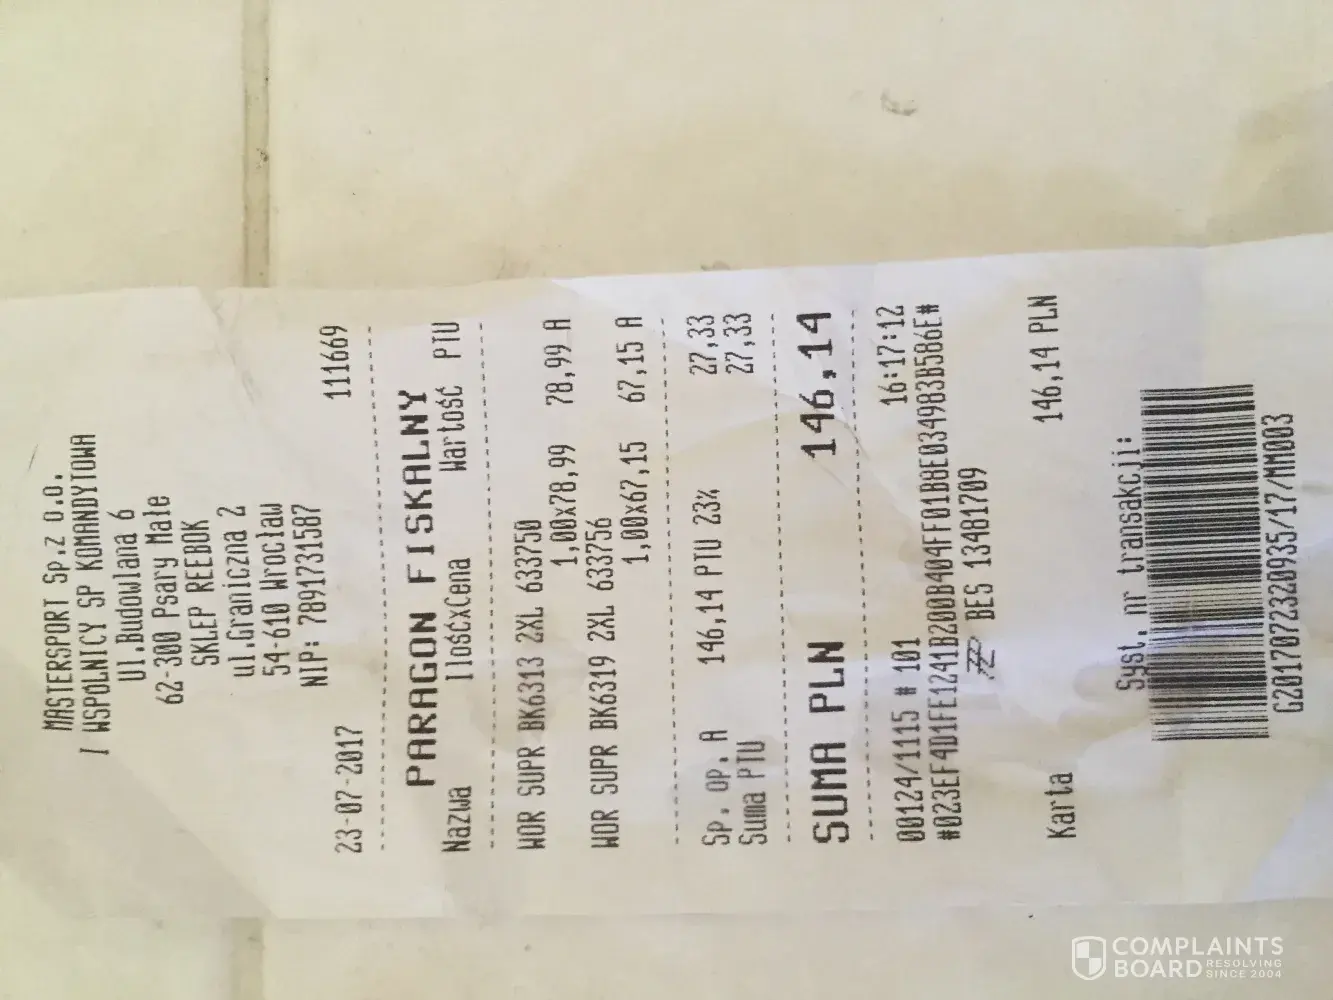 MASTERSPORT Sp.z o.o.
I WSPOLNICY SP KOMANDYTOWA
Ul.Budowlana 6
62-300 Psary Małe
SKLEP REEBOK
ul.Graniczna 2
54-610 Wrocław
NIP: 7891731587
23-07-2017 111669
PARAGON FISKALNY
Nazwa IlośćxCena Wartość PTU
WOR SUPR BK6313 2XL 633750
1,00x78,99 78,99 A
WOR SUPR BK6319 2XL 633756
1,00x67,15 67,15 A
Sp. op. A 146,14 PTU 23% 27,33
Suma PTU 27,33
SUMA PLN 146,14
00124/1115 # 101 16:17:12
#023EF4D1FE1241B200B404FF01B8E034983B586E#
BES 13481709
Karta 146,14 PLN
Syst. nr transakcji:
G2017072320935/17/MM003
COMPLAINTS
BOARD RESOLVING
SINCE 2004